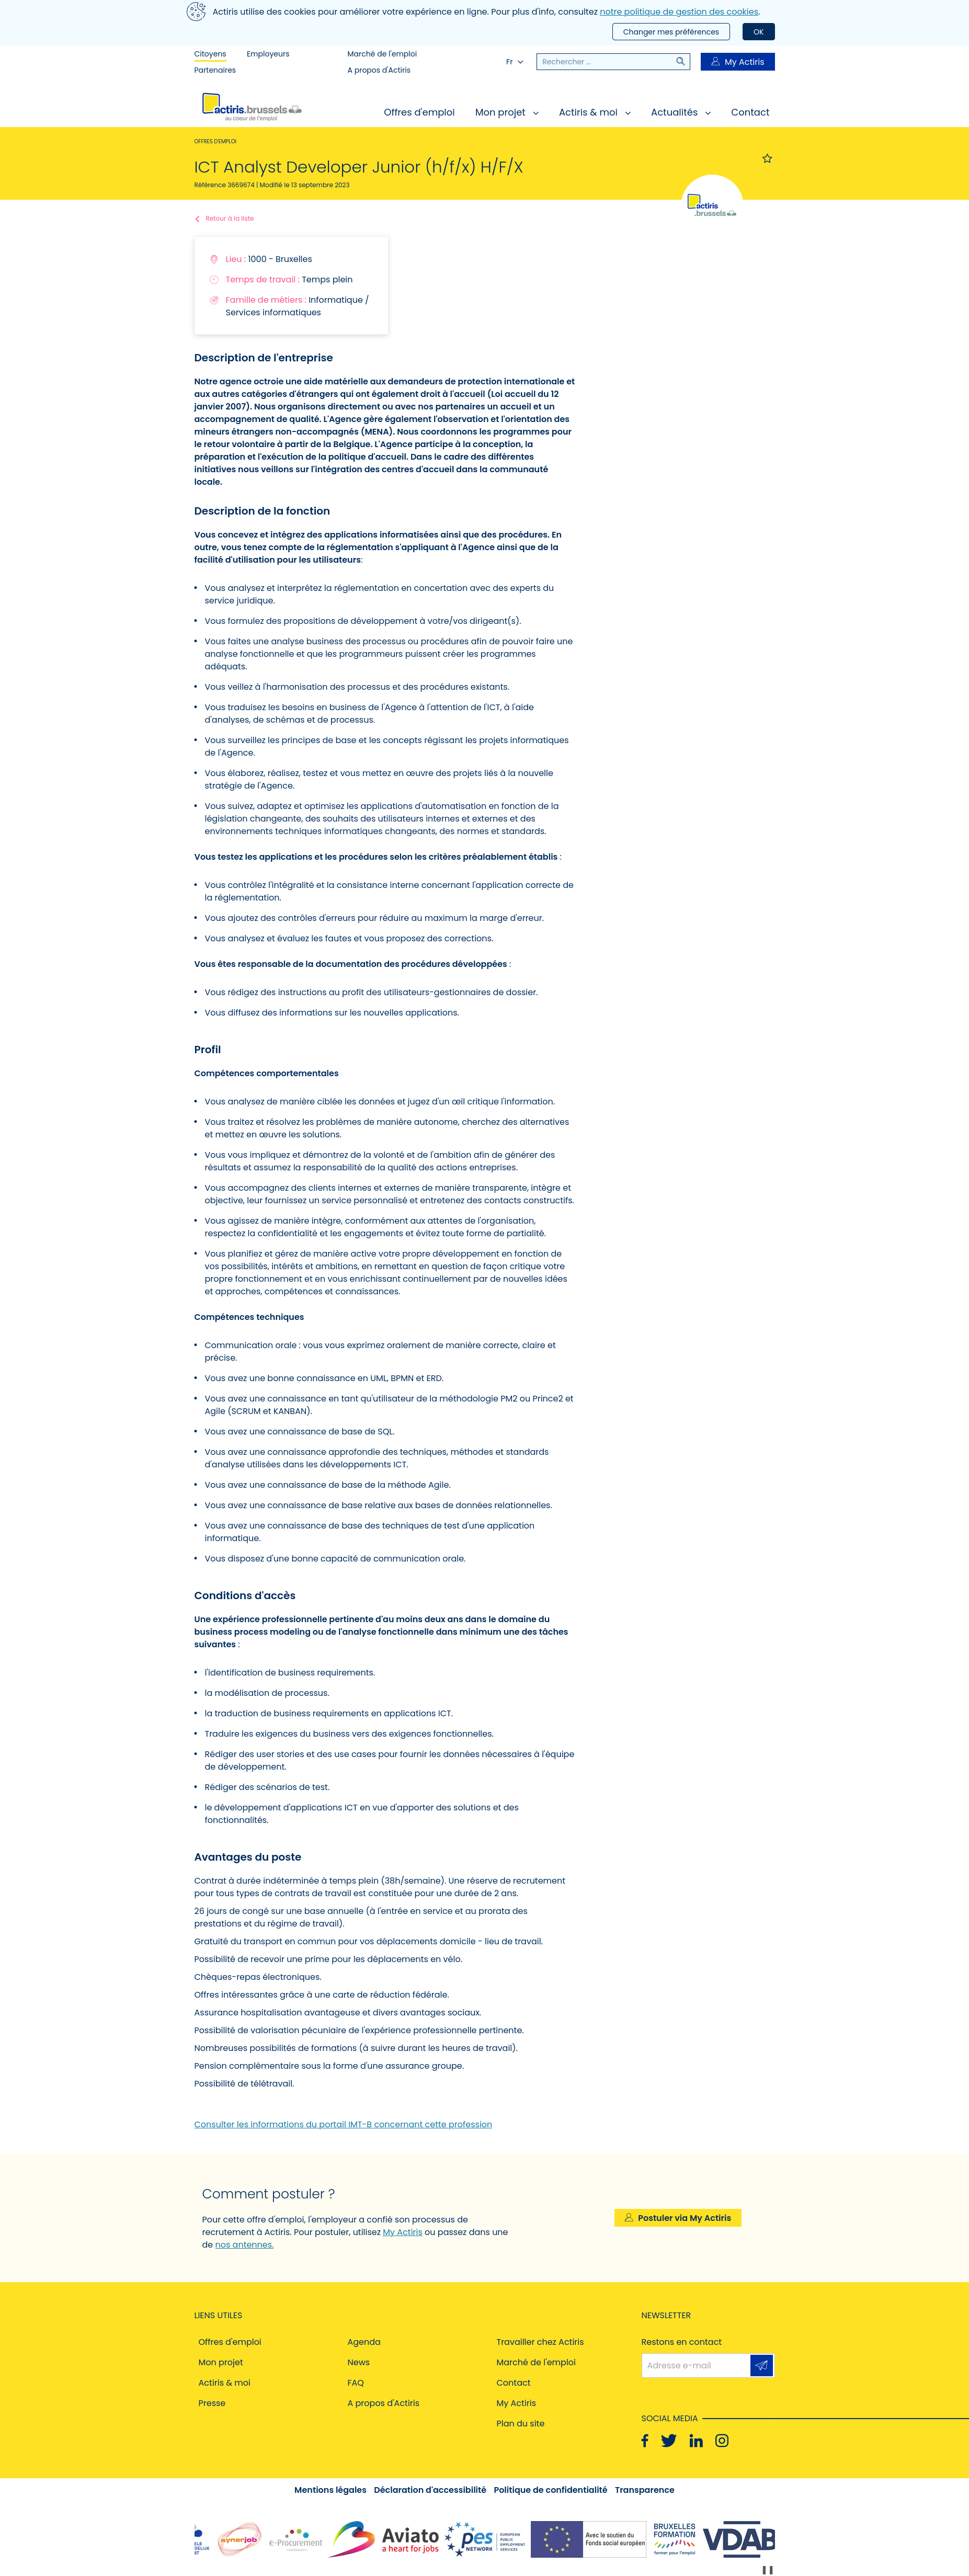 Actiris utilise des cookies pour améliorer votre expérience en ligne. Pour plus d'info, consultez notre politique de gestion des cookies.
Changer mes préférences
OK
Citoyens
Employeurs
Marché de l'emploi
Partenaires
A propos d'Actiris
Fr
Rechercher ...
My Actiris
actiris.brussels
au coeur de l'emploi
Offres d'emploi
Mon projet
Actiris & moi
Actualités
Contact
OFFRES D'EMPLOI
ICT Analyst Developer Junior (h/f/x) H/F/X
Référence 3669674 | Modifié le 13 septembre 2023
actiris
.brussels
Retour à la liste
Lieu : 1000 - Bruxelles
Temps de travail : Temps plein
Famille de métiers : Informatique /
Services informatiques
Description de l'entreprise
Notre agence octroie une aide matérielle aux demandeurs de protection internationale et
aux autres catégories d'étrangers qui ont également droit à l'accueil (Loi accueil du 12
janvier 2007). Nous organisons directement ou avec nos partenaires un accueil et un
accompagnement de qualité. L'Agence gère également l'observation et l'orientation des
mineurs étrangers non-accompagnés (MENA). Nous coordonnons les programmes pour
le retour volontaire à partir de la Belgique. L'Agence participe à la conception, la
préparation et l'exécution de la politique d'accueil. Dans le cadre des différentes
initiatives nous veillons sur l'intégration des centres d'accueil dans la communauté
locale.
Description de la fonction
Vous concevez et intégrez des applications informatisées ainsi que des procédures. En
outre, vous tenez compte de la réglementation s'appliquant à l'Agence ainsi que de la
facilité d'utilisation pour les utilisateurs:
• Vous analysez et interprétez la réglementation en concertation avec des experts du
service juridique.
• Vous formulez des propositions de développement à votre/vos dirigeant(s).
• Vous faites une analyse business des processus ou procédures afin de pouvoir faire une
analyse fonctionnelle et que les programmeurs puissent créer les programmes
adéquats.
• Vous veillez à l'harmonisation des processus et des procédures existants.
• Vous traduisez les besoins en business de l'Agence à l'attention de l'ICT, à l'aide
d'analyses, de schémas et de processus.
• Vous surveillez les principes de base et les concepts régissant les projets informatiques
de l'Agence.
• Vous élaborez, réalisez, testez et vous mettez en œuvre des projets liés à la nouvelle
stratégie de l'Agence.
• Vous suivez, adaptez et optimisez les applications d'automatisation en fonction de la
législation changeante, des souhaits des utilisateurs internes et externes et des
environnements techniques informatiques changeants, des normes et standards.
Vous testez les applications et les procédures selon les critères préalablement établis :
• Vous contrôlez l'intégralité et la consistance interne concernant l'application correcte de
la réglementation.
• Vous ajoutez des contrôles d'erreurs pour réduire au maximum la marge d'erreur.
• Vous analysez et évaluez les fautes et vous proposez des corrections.
Vous êtes responsable de la documentation des procédures développées :
• Vous rédigez des instructions au profit des utilisateurs-gestionnaires de dossier.
• Vous diffusez des informations sur les nouvelles applications.
Profil
Compétences comportementales
• Vous analysez de manière ciblée les données et jugez d'un œil critique l'information.
• Vous traitez et résolvez les problèmes de manière autonome, cherchez des alternatives
et mettez en œuvre les solutions.
• Vous vous impliquez et démontrez de la volonté et de l'ambition afin de générer des
résultats et assumez la responsabilité de la qualité des actions entreprises.
• Vous accompagnez des clients internes et externes de manière transparente, intègre et
objective, leur fournissez un service personnalisé et entretenez des contacts constructifs.
• Vous agissez de manière intègre, conformément aux attentes de l'organisation,
respectez la confidentialité et les engagements et évitez toute forme de partialité.
• Vous planifiez et gérez de manière active votre propre développement en fonction de
vos possibilités, intérêts et ambitions, en remettant en question de façon critique votre
propre fonctionnement et en vous enrichissant continuellement par de nouvelles idées
et approches, compétences et connaissances.
Compétences techniques
• Communication orale : vous vous exprimez oralement de manière correcte, claire et
précise.
• Vous avez une bonne connaissance en UML, BPMN et ERD.
• Vous avez une connaissance en tant qu'utilisateur de la méthodologie PM2 ou Prince2 et
Agile (SCRUM et KANBAN).
• Vous avez une connaissance de base de SQL.
• Vous avez une connaissance approfondie des techniques, méthodes et standards
d'analyse utilisées dans les développements ICT.
• Vous avez une connaissance de base de la méthode Agile.
• Vous avez une connaissance de base relative aux bases de données relationnelles.
• Vous avez une connaissance de base des techniques de test d'une application
informatique.
• Vous disposez d'une bonne capacité de communication orale.
Conditions d'accès
Une expérience professionnelle pertinente d'au moins deux ans dans le domaine du
business process modeling ou de l'analyse fonctionnelle dans minimum une des tâches
suivantes :
• l'identification de business requirements.
• la modélisation de processus.
• la traduction de business requirements en applications ICT.
• Traduire les exigences du business vers des exigences fonctionnelles.
• Rédiger des user stories et des use cases pour fournir les données nécessaires à l'équipe
de développement.
• Rédiger des scénarios de test.
• le développement d'applications ICT en vue d'apporter des solutions et des
fonctionnalités.
Avantages du poste
Contrat à durée indéterminée à temps plein (38h/semaine). Une réserve de recrutement
pour tous types de contrats de travail est constituée pour une durée de 2 ans.
26 jours de congé sur une base annuelle (à l'entrée en service et au prorata des
prestations et du régime de travail).
Gratuité du transport en commun pour vos déplacements domicile - lieu de travail.
Possibilité de recevoir une prime pour les déplacements en vélo.
Chèques-repas électroniques.
Offres intéressantes grâce à une carte de réduction fédérale.
Assurance hospitalisation avantageuse et divers avantages sociaux.
Possibilité de valorisation pécuniaire de l'expérience professionnelle pertinente.
Nombreuses possibilités de formations (à suivre durant les heures de travail).
Pension complémentaire sous la forme d'une assurance groupe.
Possibilité de télétravail.
Consulter les informations du portail IMT-B concernant cette profession
Comment postuler ?
Pour cette offre d'emploi, l'employeur a confié son processus de
recrutement à Actiris. Pour postuler, utilisez My Actiris ou passez dans une
de nos antennes.
Postuler via My Actiris
LIENS UTILES
Offres d'emploi
Mon projet
Actiris & moi
Presse
Agenda
News
FAQ
A propos d'Actiris
Travailler chez Actiris
Marché de l'emploi
Contact
My Actiris
Plan du site
NEWSLETTER
Restons en contact
Adresse e-mail
SOCIAL MEDIA
Mentions légales
Déclaration d'accessibilité
Politique de confidentialité
Transparence
synerjob
e-Procurement
Aviato
a heart for jobs
pes
NETWORK
EUROPEAN
PUBLIC
EMPLOYMENT
SERVICES
Avec le soutien du
Fonds social européen
BRUXELLES
FORMATION
former pour l'emploi
VDAB